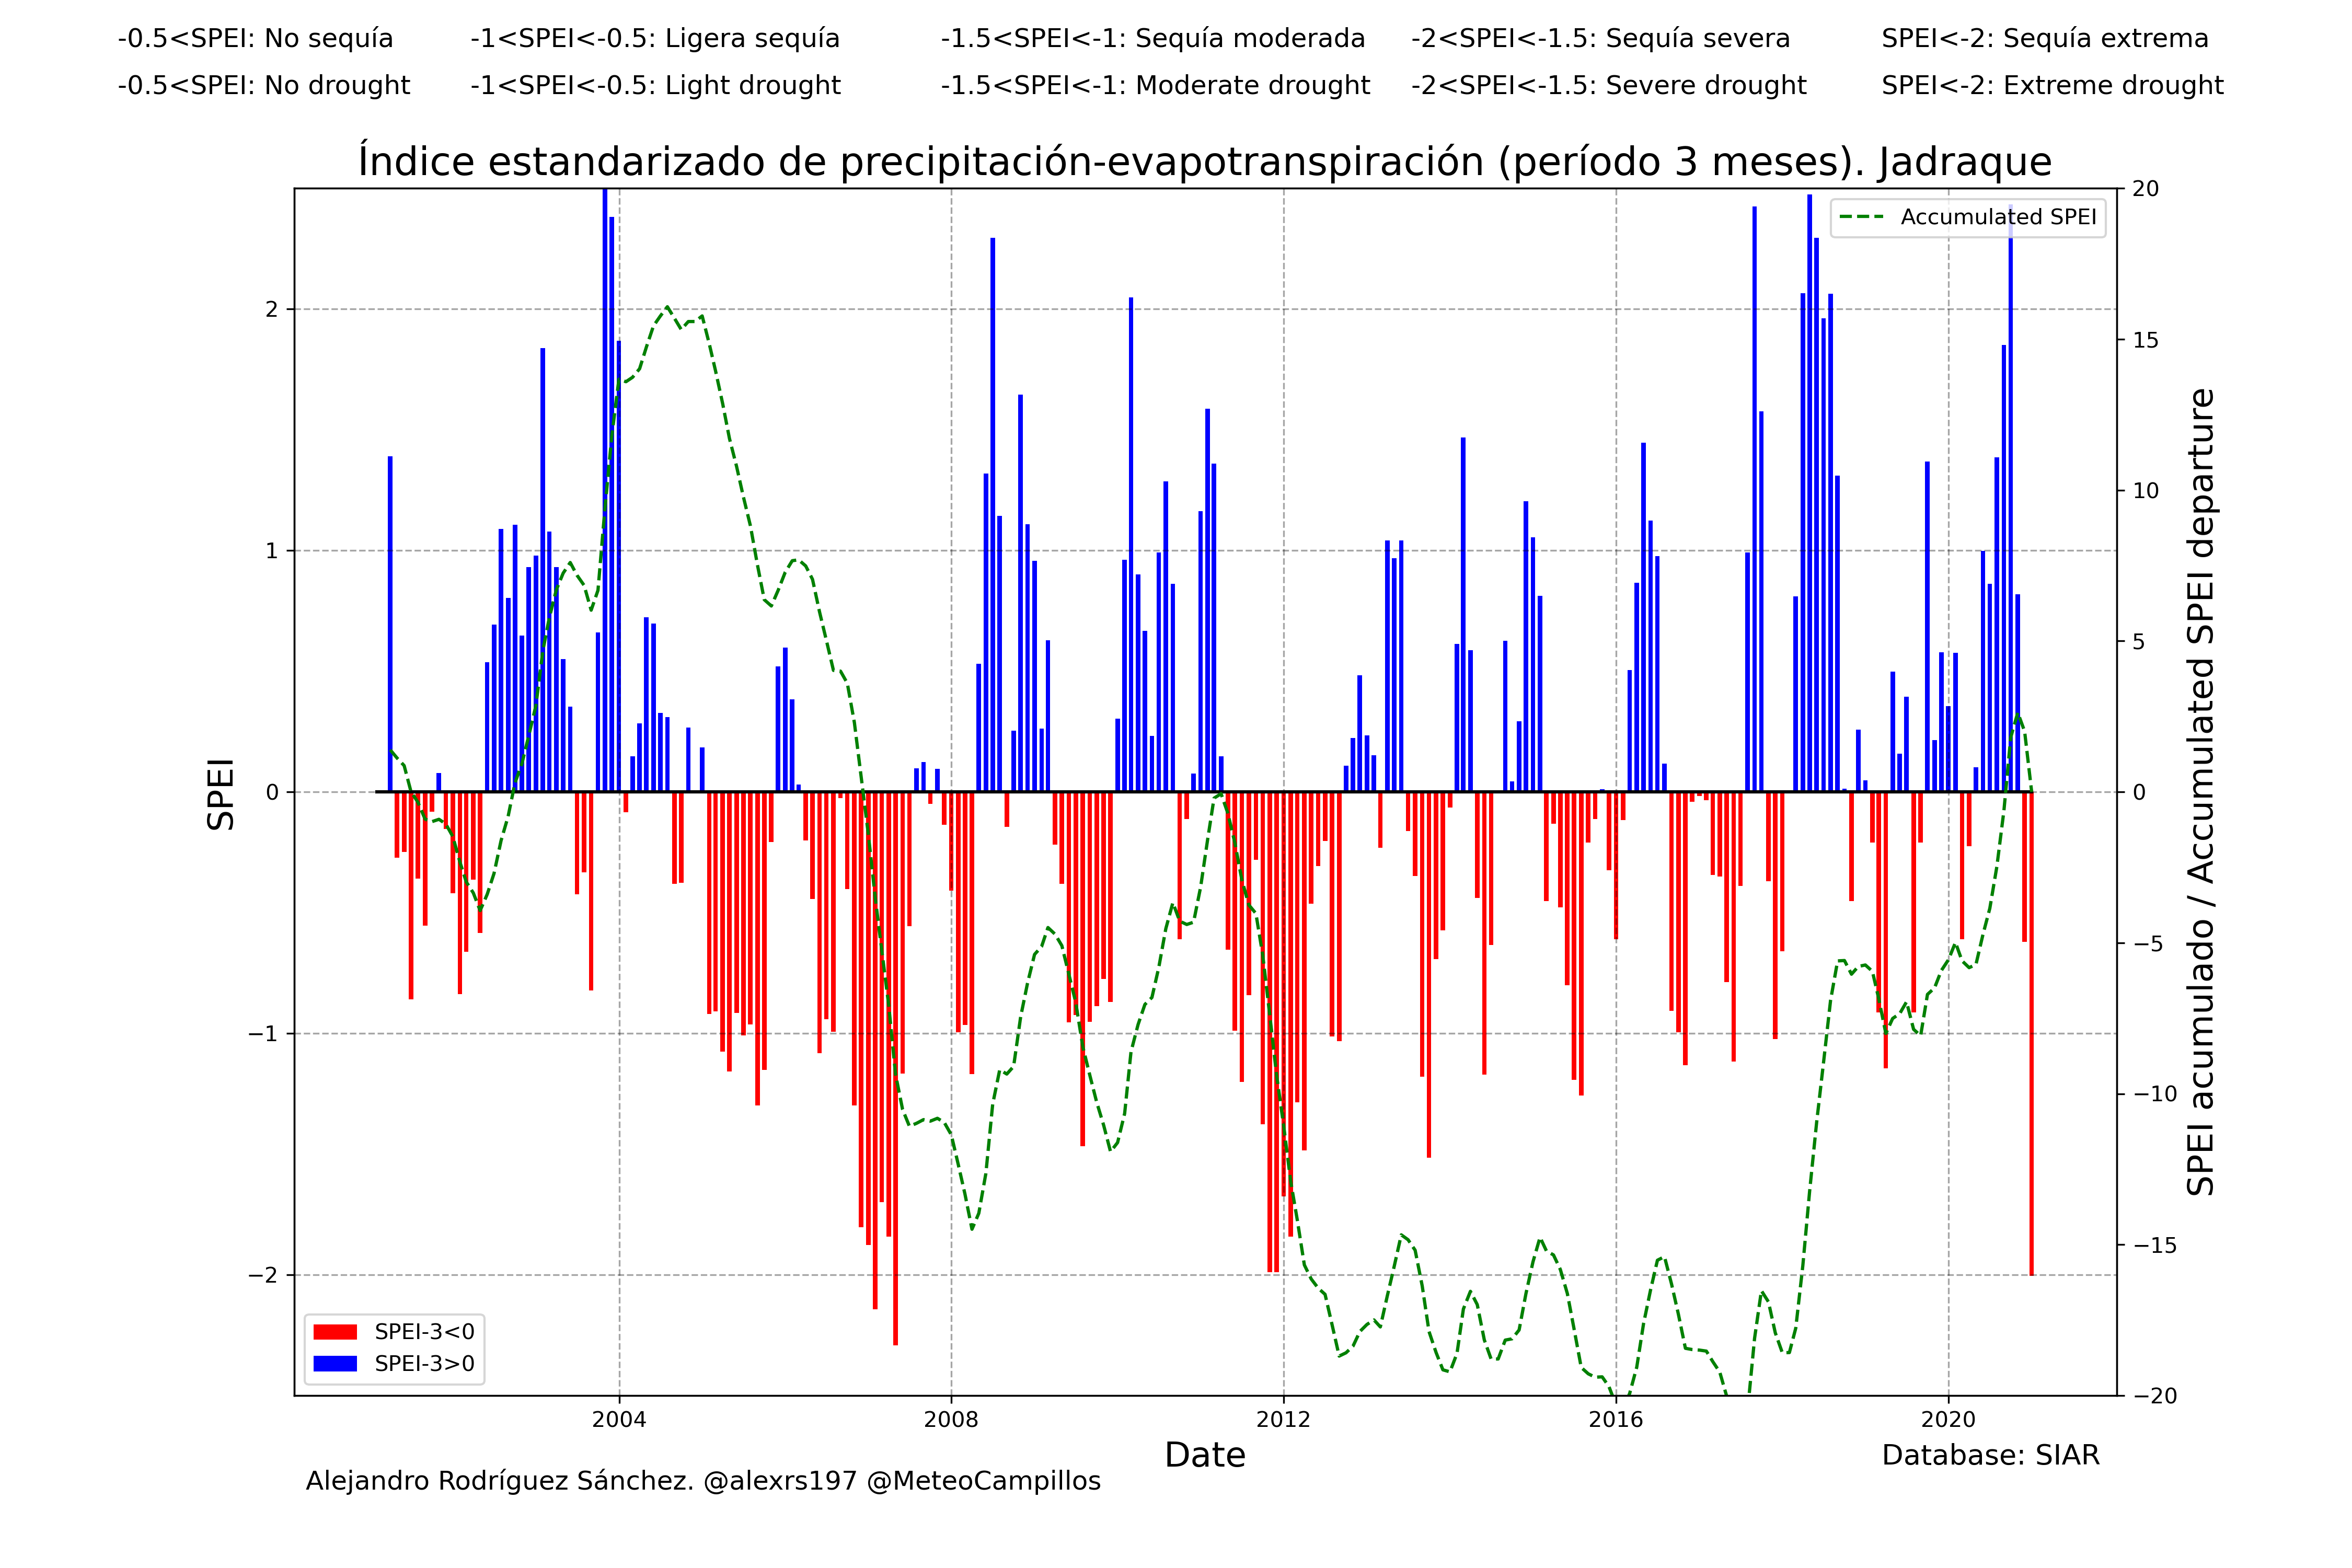 -0.5<SPEI: No sequía -1<SPEI<-0.5: Ligera sequía -1.5<SPEI<-1: Sequía moderada -2<SPEI<-1.5: Sequía severa SPEI<-2: Sequía extrema
-0.5<SPEI: No drought -1<SPEI<-0.5: Light drought -1.5<SPEI<-1: Moderate drought -2<SPEI<-1.5: Severe drought SPEI<-2: Extreme drought
Índice estandarizado de precipitación-evapotranspiración (período 3 meses). Jadraque
Accumulated SPEI
SPEI
2
1
0
−1
−2
20
15
10
5
0
−5
−10
−15
−20
SPEI acumulado / Accumulated SPEI departure
SPEI-3<0
SPEI-3>0
2004 2008 2012 2016 2020
Date
Database: SIAR
Alejandro Rodríguez Sánchez. @alexrs197 @MeteoCampillos